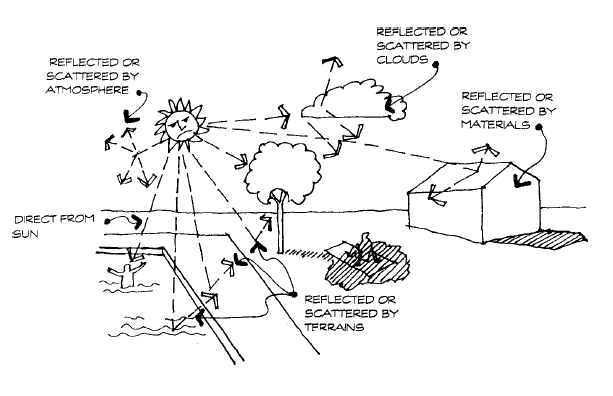 REFLECTED OR
SCATTERED BY
CLOUDS
REFLECTED OR
SCATTERED BY
ATMOSPHERE
REFLECTED OR
SCATTERED BY
MATERIALS
DIRECT FROM
SUN
REFLECTED OR
SCATTERED BY
TERRAINS